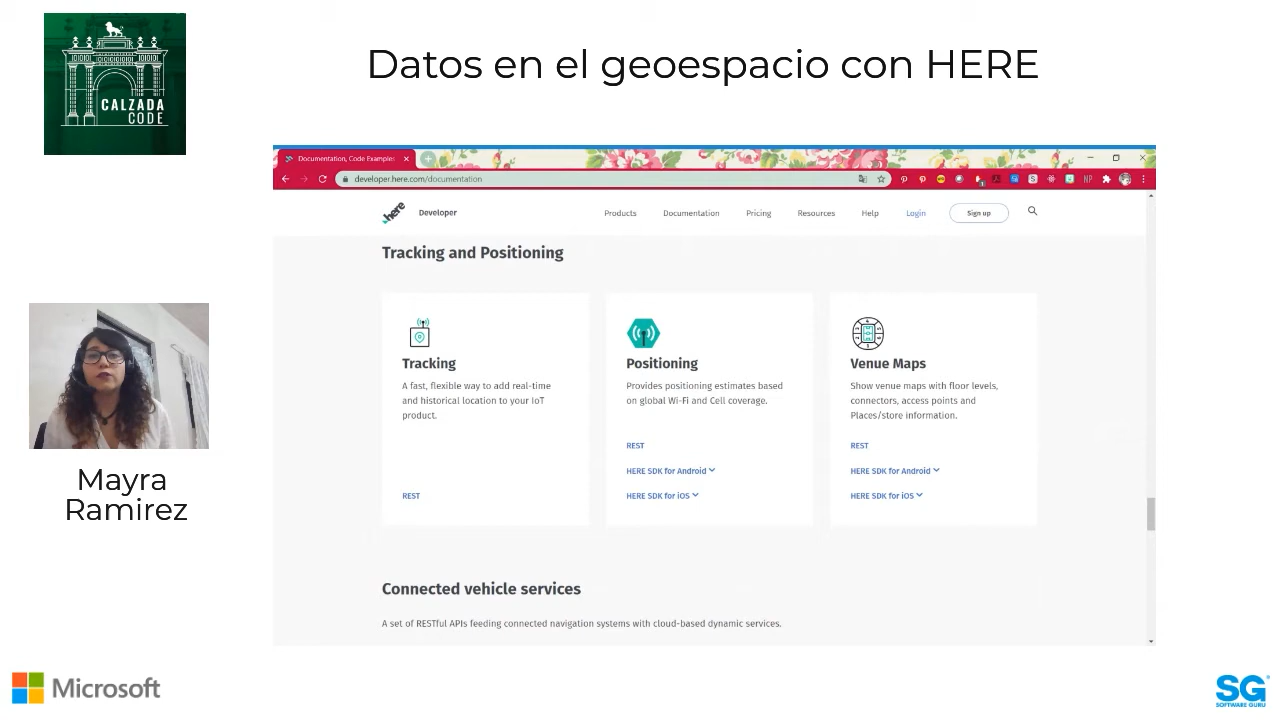 CALZADA
CODE
Datos en el geoespacio con HERE
Documentation, Code Examples
developer.here.com/documentation
here Developer Products Documentation Pricing Resources Help Login Sign up
Tracking and Positioning
Tracking
A fast, flexible way to add real-time
and historical location to your IoT
product.
REST
Positioning
Provides positioning estimates based
on global Wi-Fi and Cell coverage.
REST
HERE SDK for Android
HERE SDK for iOS
Venue Maps
Show venue maps with floor levels,
connectors, access points and
Places/store information.
REST
HERE SDK for Android
HERE SDK for iOS
Connected vehicle services
A set of RESTful APIs feeding connected navigation systems with cloud-based dynamic services.
Mayra
Ramirez
Microsoft
SG
SOFTWARE GURU